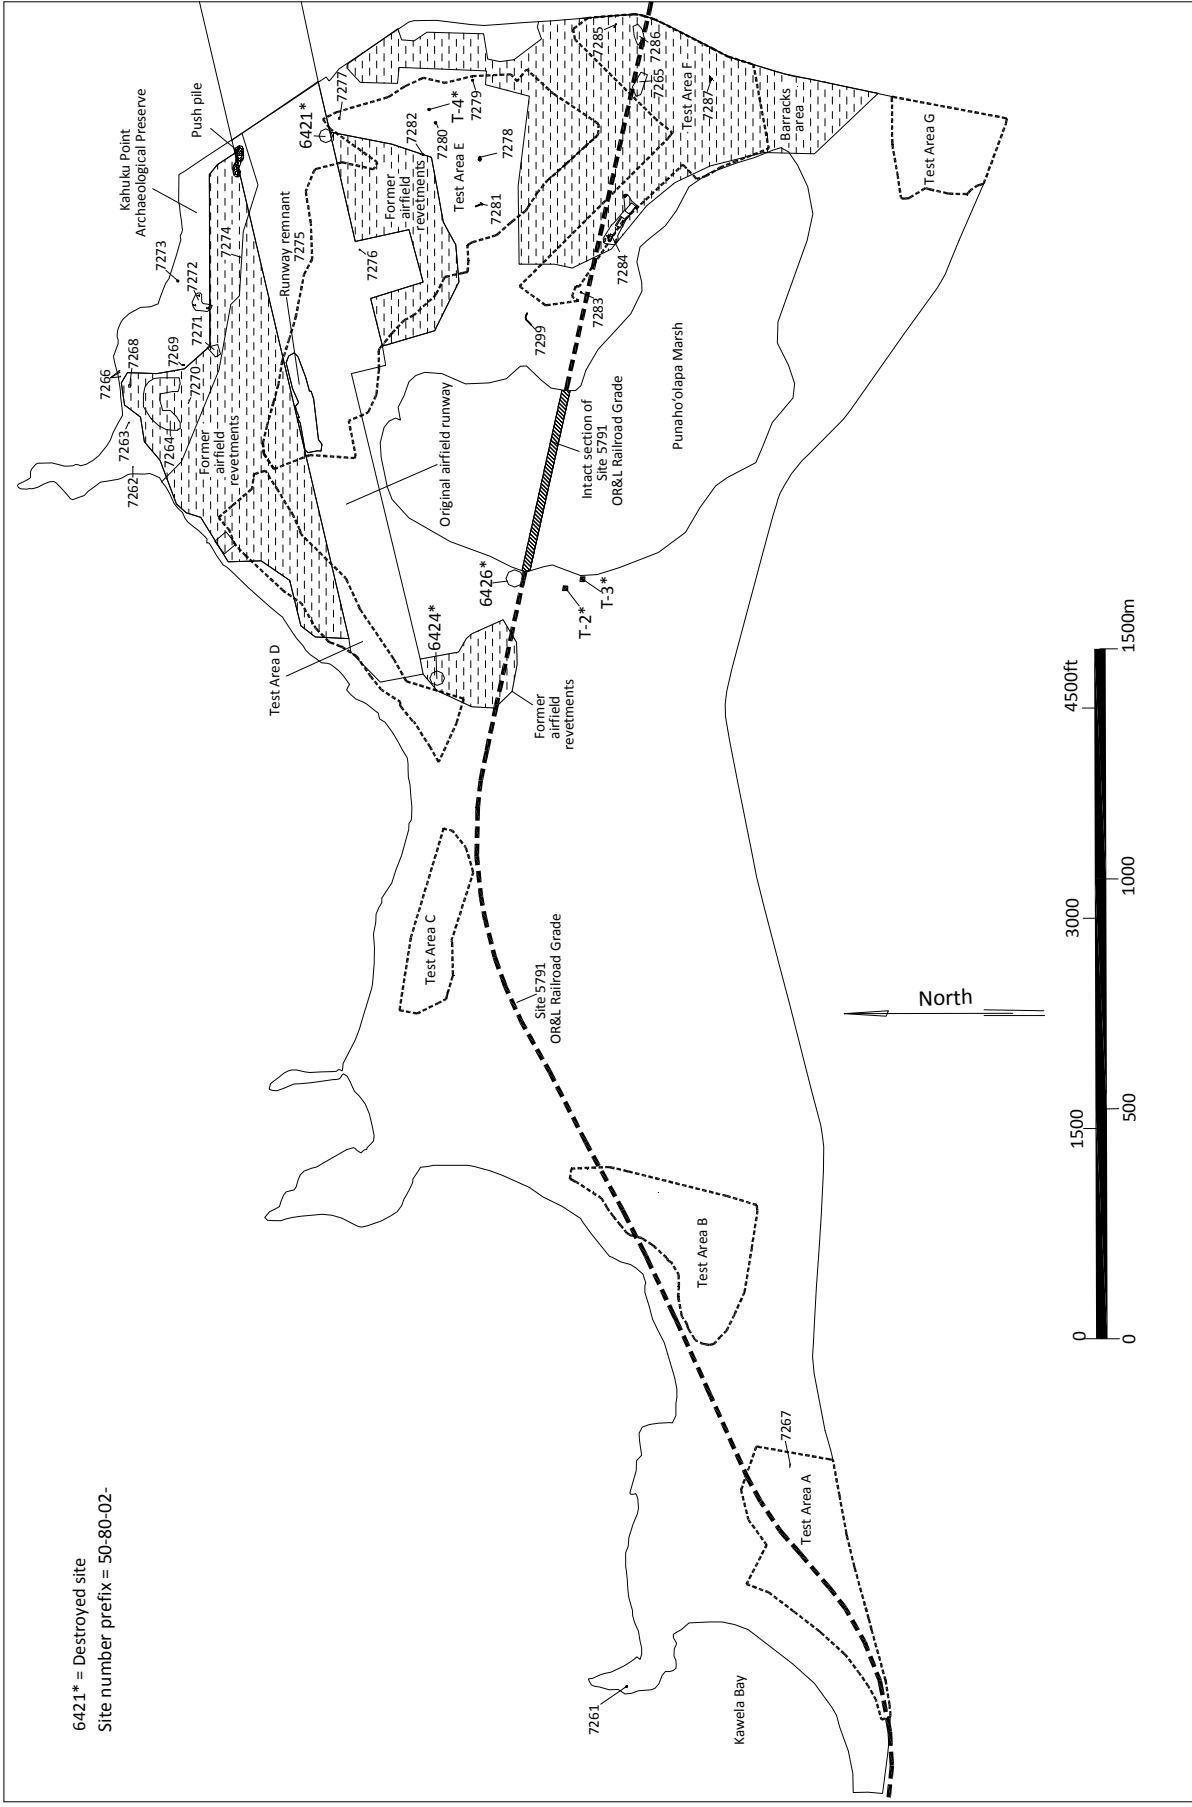 6421* = Destroyed site
Site number prefix = 50-80-02-
Kahuku Point
Archaeological Preserve
Push pile
6421*
7277
7273
7272
7271
7274
Runway remnant
7275
7276
Former
airfield
revetments
7282
7280
T-4*
7279
Test Area E
7278
7281
7285
7286
7265
Test Area F
7287
Barracks
area
Test Area G
7266
7268
7269
7270
7263
7264
7262
Former
airfield
revetments
Original airfield runway
7299
7283
7284
Intact section of
Site 5791
OR&L Railroad Grade
Punaho‘olapa Marsh
Test Area D
6424*
6426*
T-2*
T-3*
Former
airfield
revetments
Test Area C
Site 5791
OR&L Railroad Grade
Test Area B
7267
Test Area A
7261
Kawela Bay
North
0
1500
3000
4500ft
0
500
1000
1500m